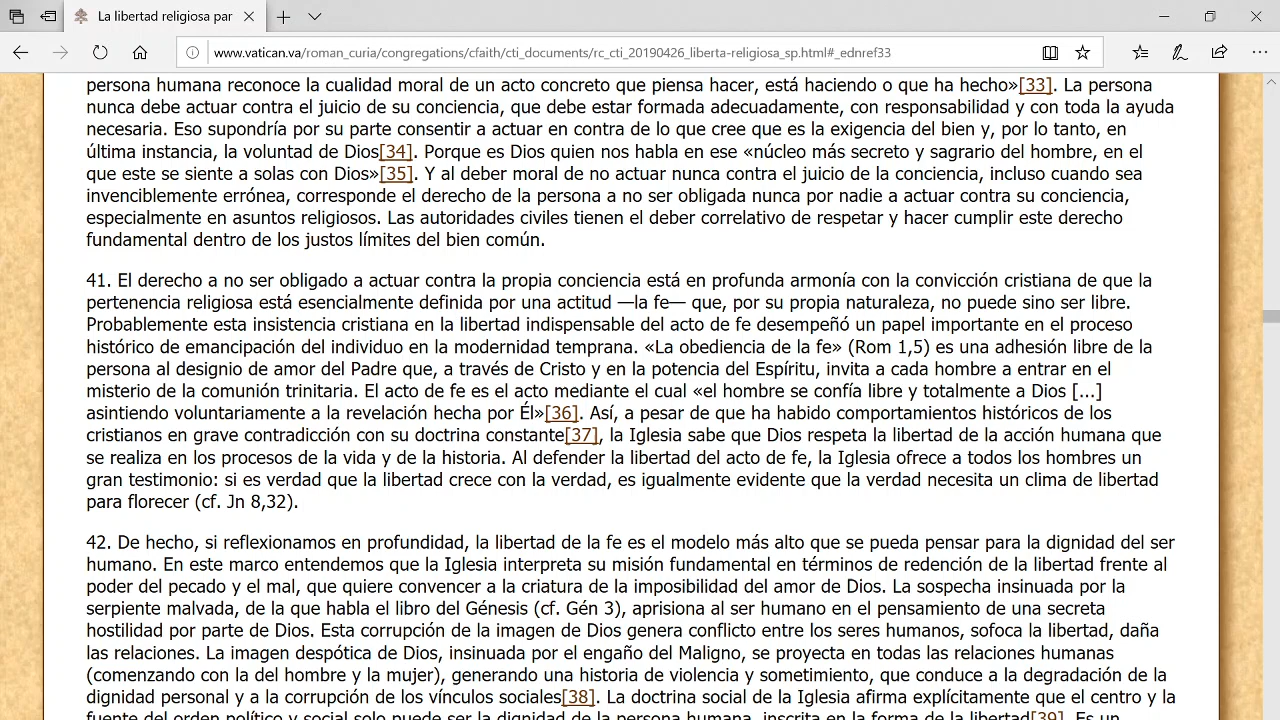 La libertad religiosa par
www.vatican.va/roman_curia/congregations/cfaith/cti_documents/rc_cti_20190426_liberta-religiosa_sp.html#_ednref33
persona humana reconoce la cualidad moral de un acto concreto que piensa hacer, está haciendo o que ha hecho»[33]. La persona
nunca debe actuar contra el juicio de su conciencia, que debe estar formada adecuadamente, con responsabilidad y con toda la ayuda
necesaria. Eso supondría por su parte consentir a actuar en contra de lo que cree que es la exigencia del bien y, por lo tanto, en
última instancia, la voluntad de Dios[34]. Porque es Dios quien nos habla en ese «núcleo más secreto y sagrario del hombre, en el
que este se siente a solas con Dios»[35]. Y al deber moral de no actuar nunca contra el juicio de la conciencia, incluso cuando sea
invenciblemente errónea, corresponde el derecho de la persona a no ser obligada nunca por nadie a actuar contra su conciencia,
especialmente en asuntos religiosos. Las autoridades civiles tienen el deber correlativo de respetar y hacer cumplir este derecho
fundamental dentro de los justos límites del bien común.
41. El derecho a no ser obligado a actuar contra la propia conciencia está en profunda armonía con la convicción cristiana de que la
pertenencia religiosa está esencialmente definida por una actitud —la fe— que, por su propia naturaleza, no puede sino ser libre.
Probablemente esta insistencia cristiana en la libertad indispensable del acto de fe desempeñó un papel importante en el proceso
histórico de emancipación del individuo en la modernidad temprana. «La obediencia de la fe» (Rom 1,5) es una adhesión libre de la
persona al designio de amor del Padre que, a través de Cristo y en la potencia del Espíritu, invita a cada hombre a entrar en el
misterio de la comunión trinitaria. El acto de fe es el acto mediante el cual «el hombre se confía libre y totalmente a Dios [...]
asintiendo voluntariamente a la revelación hecha por Él»[36]. Así, a pesar de que ha habido comportamientos históricos de los
cristianos en grave contradicción con su doctrina constante[37], la Iglesia sabe que Dios respeta la libertad de la acción humana que
se realiza en los procesos de la vida y de la historia. Al defender la libertad del acto de fe, la Iglesia ofrece a todos los hombres un
gran testimonio: si es verdad que la libertad crece con la verdad, es igualmente evidente que la verdad necesita un clima de libertad
para florecer (cf. Jn 8,32).
42. De hecho, si reflexionamos en profundidad, la libertad de la fe es el modelo más alto que se pueda pensar para la dignidad del ser
humano. En este marco entendemos que la Iglesia interpreta su misión fundamental en términos de redención de la libertad frente al
poder del pecado y el mal, que quiere convencer a la criatura de la imposibilidad del amor de Dios. La sospecha insinuada por la
serpiente malvada, de la que habla el libro del Génesis (cf. Gén 3), aprisiona al ser humano en el pensamiento de una secreta
hostilidad por parte de Dios. Esta corrupción de la imagen de Dios genera conflicto entre los seres humanos, sofoca la libertad, daña
las relaciones. La imagen despótica de Dios, insinuada por el engaño del Maligno, se proyecta en todas las relaciones humanas
(comenzando con la del hombre y la mujer), generando una historia de violencia y sometimiento, que conduce a la degradación de la
dignidad personal y a la corrupción de los vínculos sociales[38]. La doctrina social de la Iglesia afirma explícitamente que el centro y la
fuente del orden político y social solo puede ser la dignidad de la persona humana, inscrita en la forma de la libertad[39]. Es un